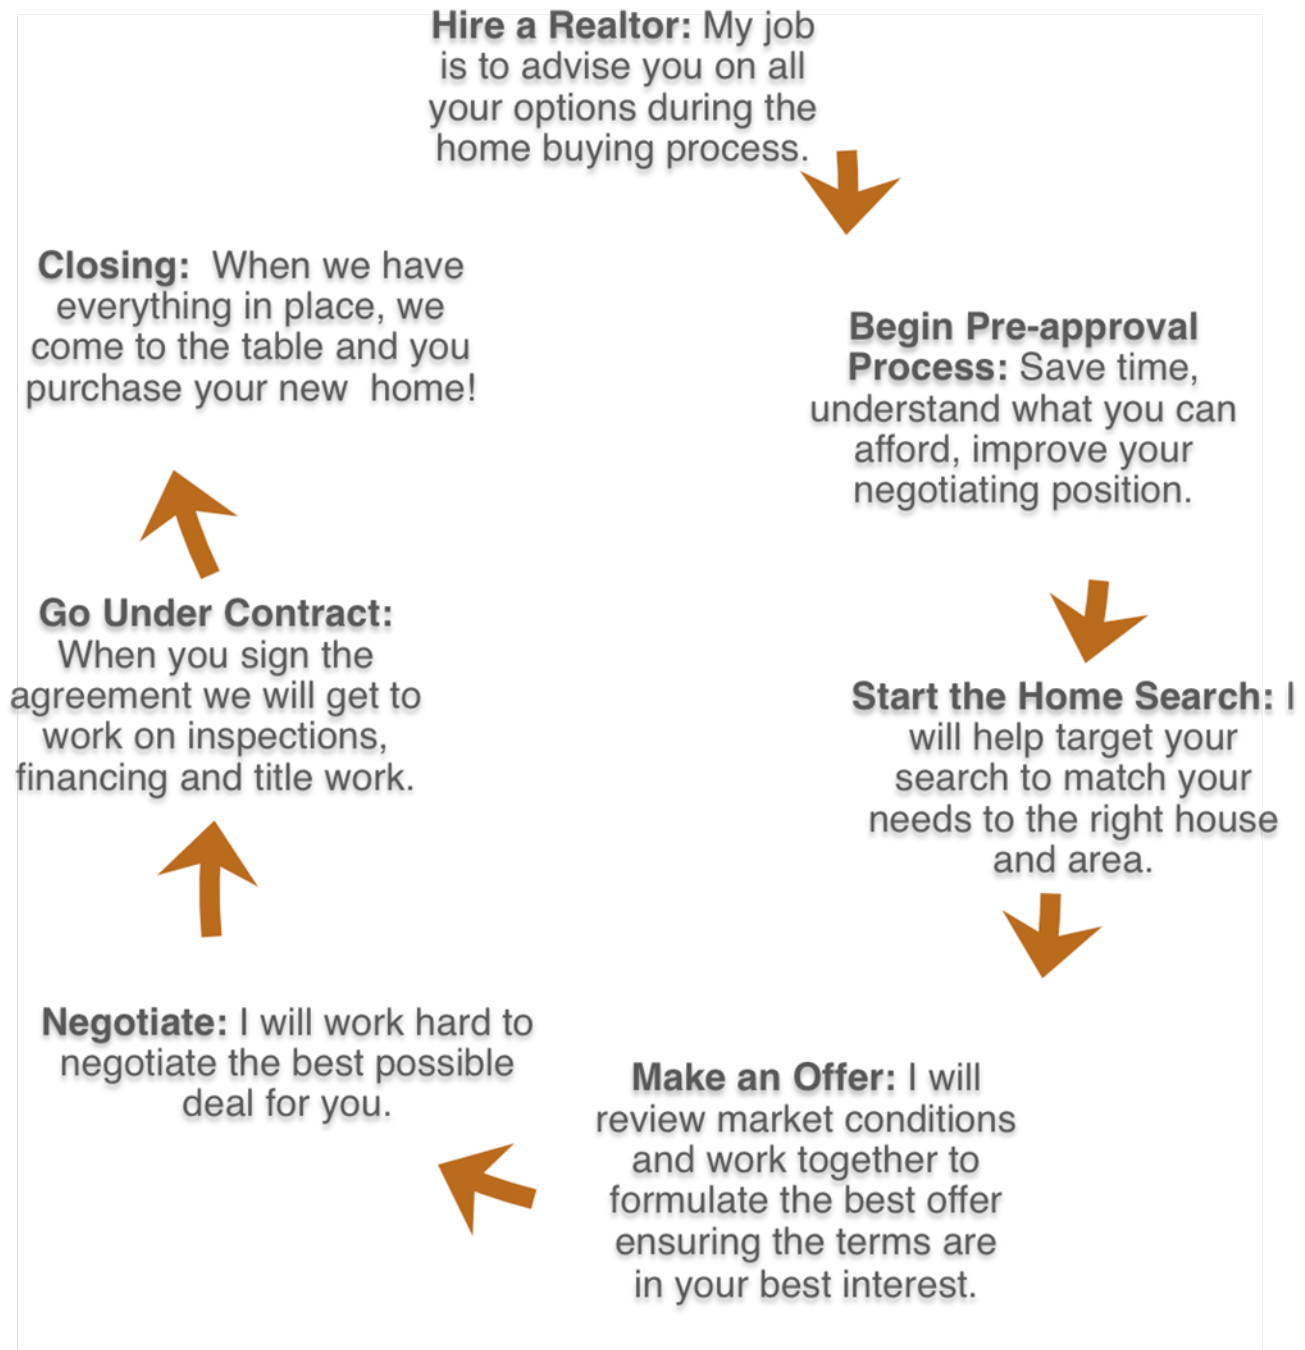 Hire a Realtor: My job
is to advise you on all
your options during the
home buying process.
Begin Pre-approval
Process: Save time,
understand what you can
afford, improve your
negotiating position.
Start the Home Search: I
will help target your
search to match your
needs to the right house
and area.
Make an Offer: I will
review market conditions
and work together to
formulate the best offer
ensuring the terms are
in your best interest.
Negotiate: I will work hard to
negotiate the best possible
deal for you.
Go Under Contract:
When you sign the
agreement we will get to
work on inspections,
financing and title work.
Closing:  When we have
everything in place, we
come to the table and you
purchase your new  home!